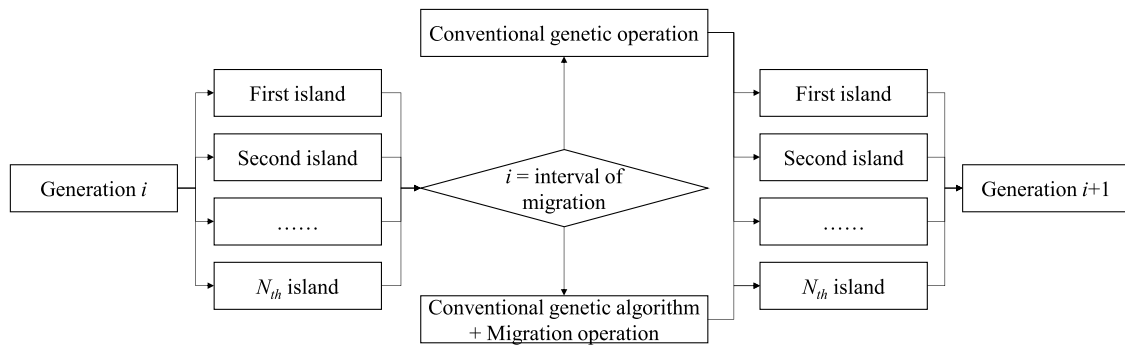 Generation i
First island
Second island
……
Nth island
Conventional genetic operation
i = interval of
migration
Conventional genetic algorithm
+ Migration operation
First island
Second island
……
Nth island
Generation i+1